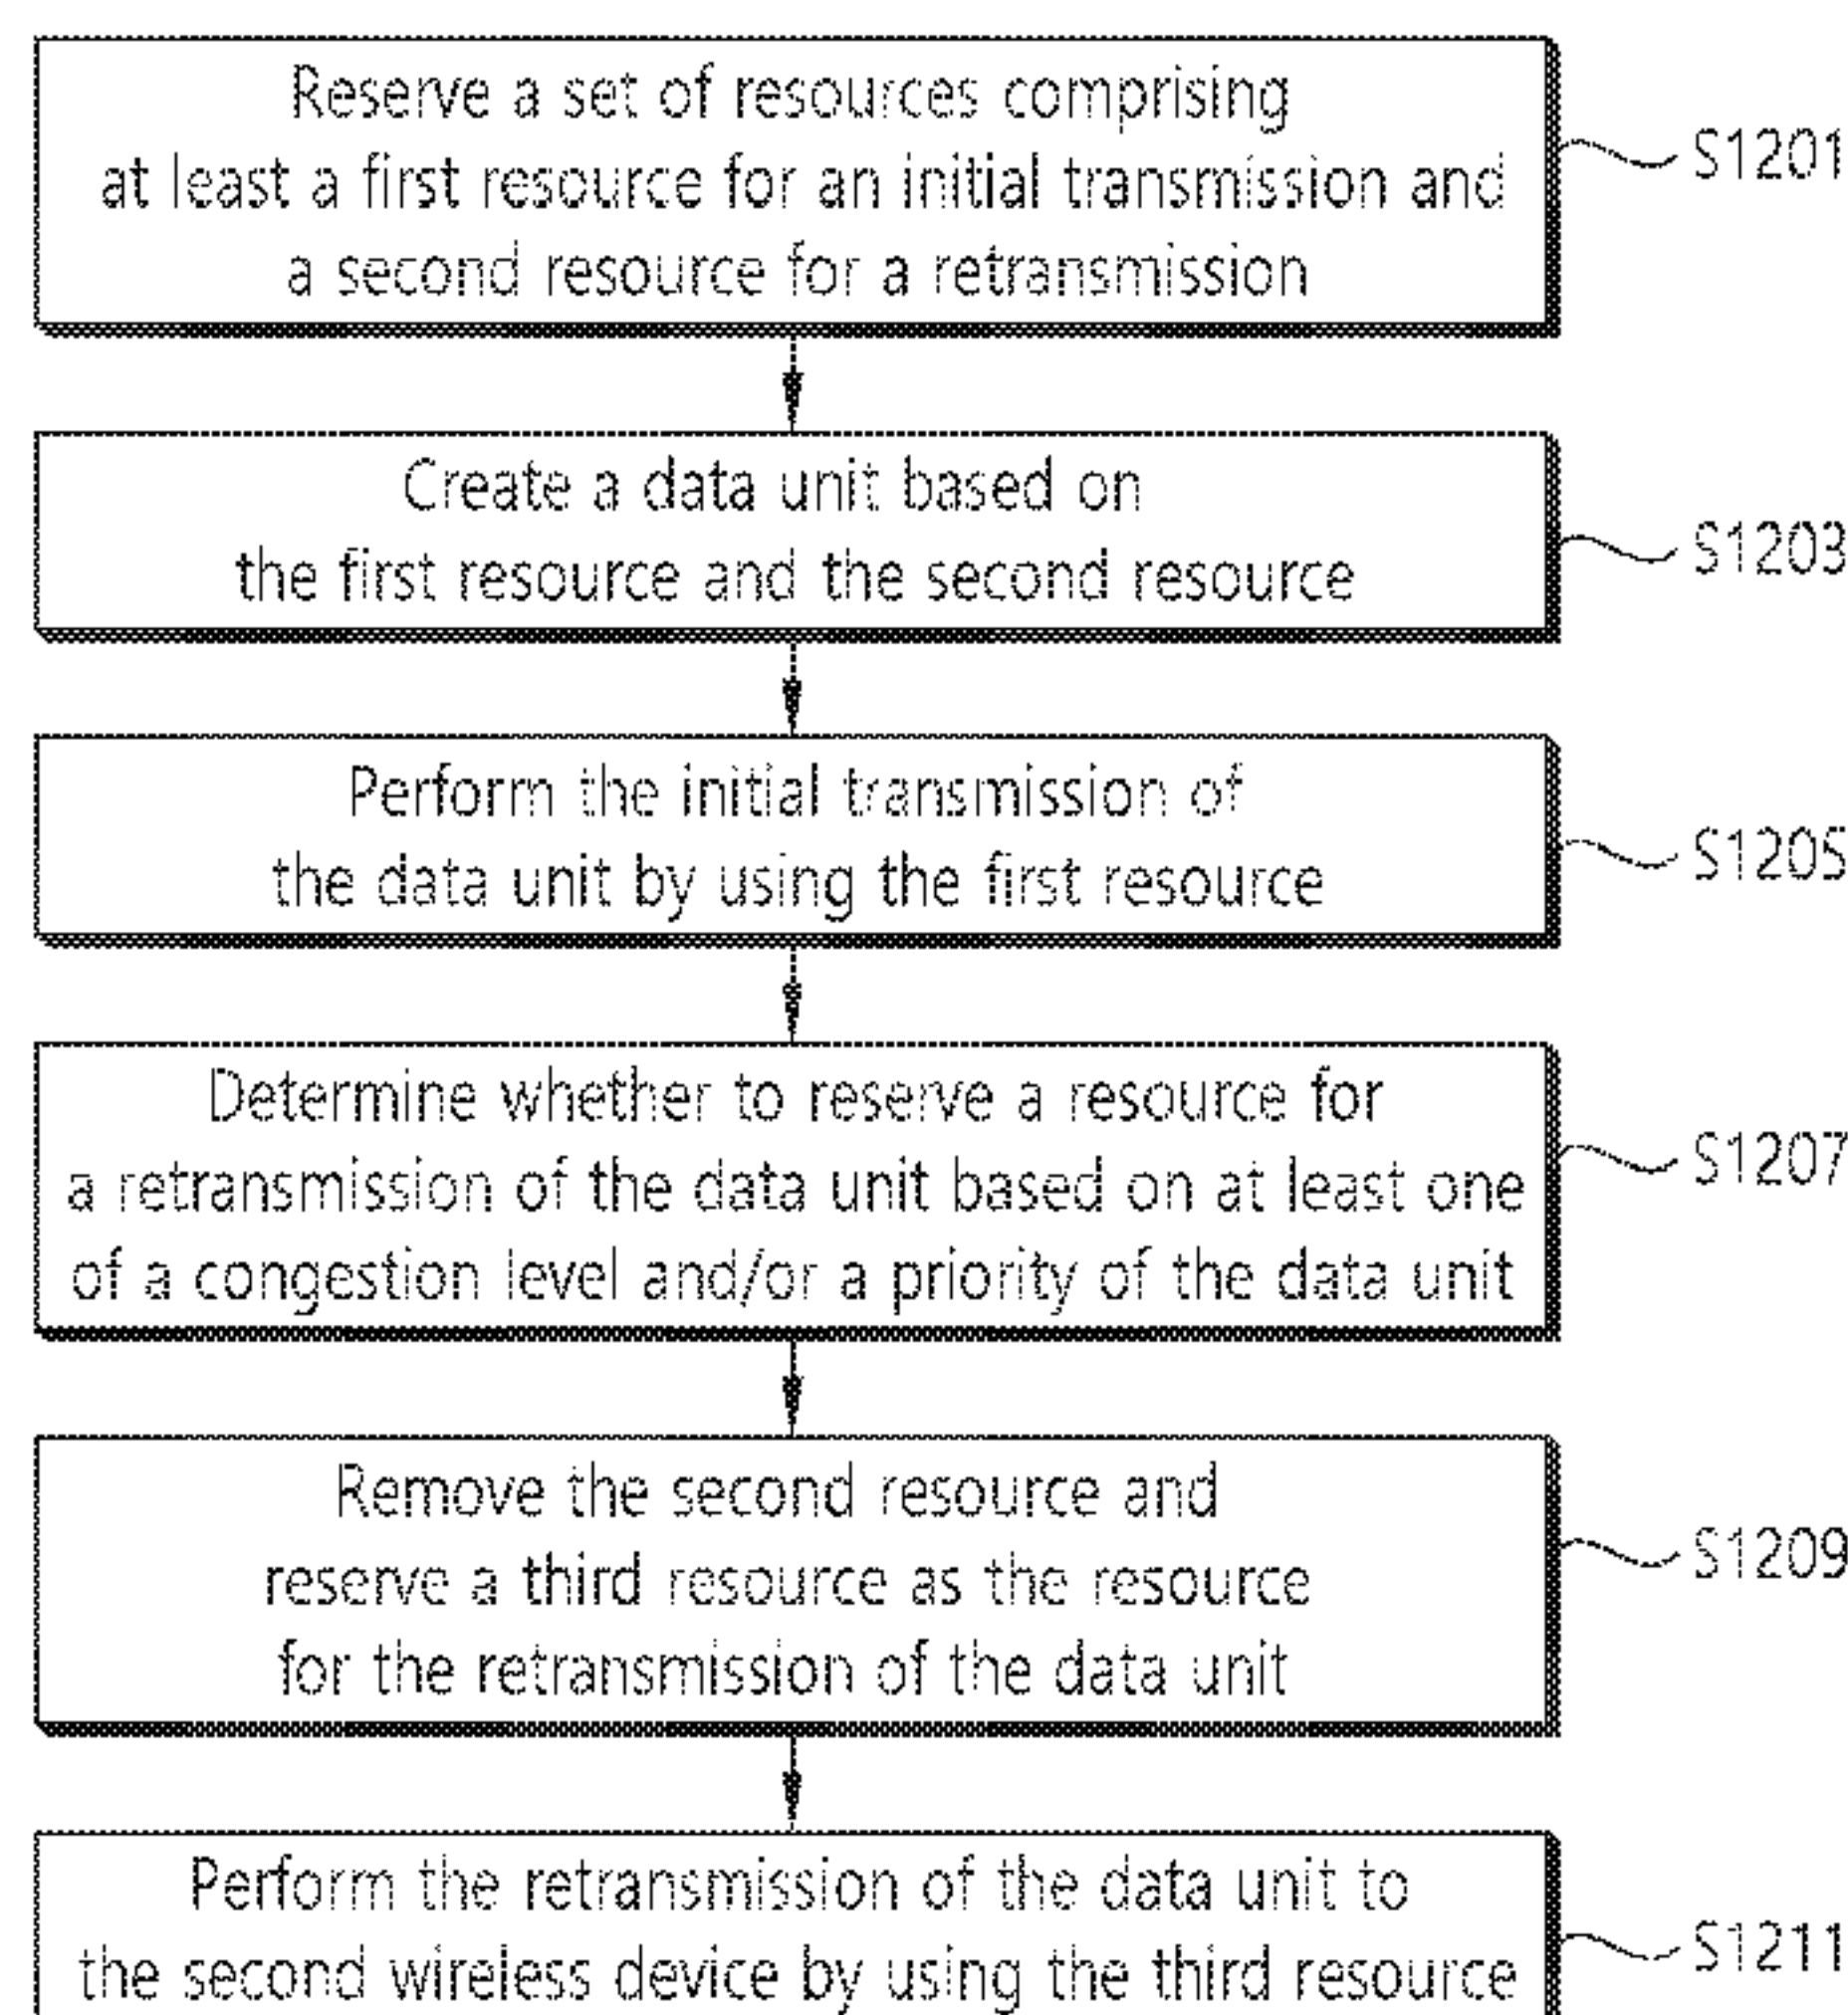 Reserve a set of resources comprising
at least a first resource for an initial transmission and
a second resource for a retransmission
S1201
Create a data unit based on
the first resource and the second resource
S1203
Perform the initial transmission of
the data unit by using the first resource
S1205
Determine whether to reserve a resource for
a retransmission of the data unit based on at least one
of a congestion level and/or a priority of the data unit
S1207
Remove the second resource and
reserve a third resource as the resource
for the retransmission of the data unit
S1209
Perform the retransmission of the data unit to
the second wireless device by using the third resource
S1211